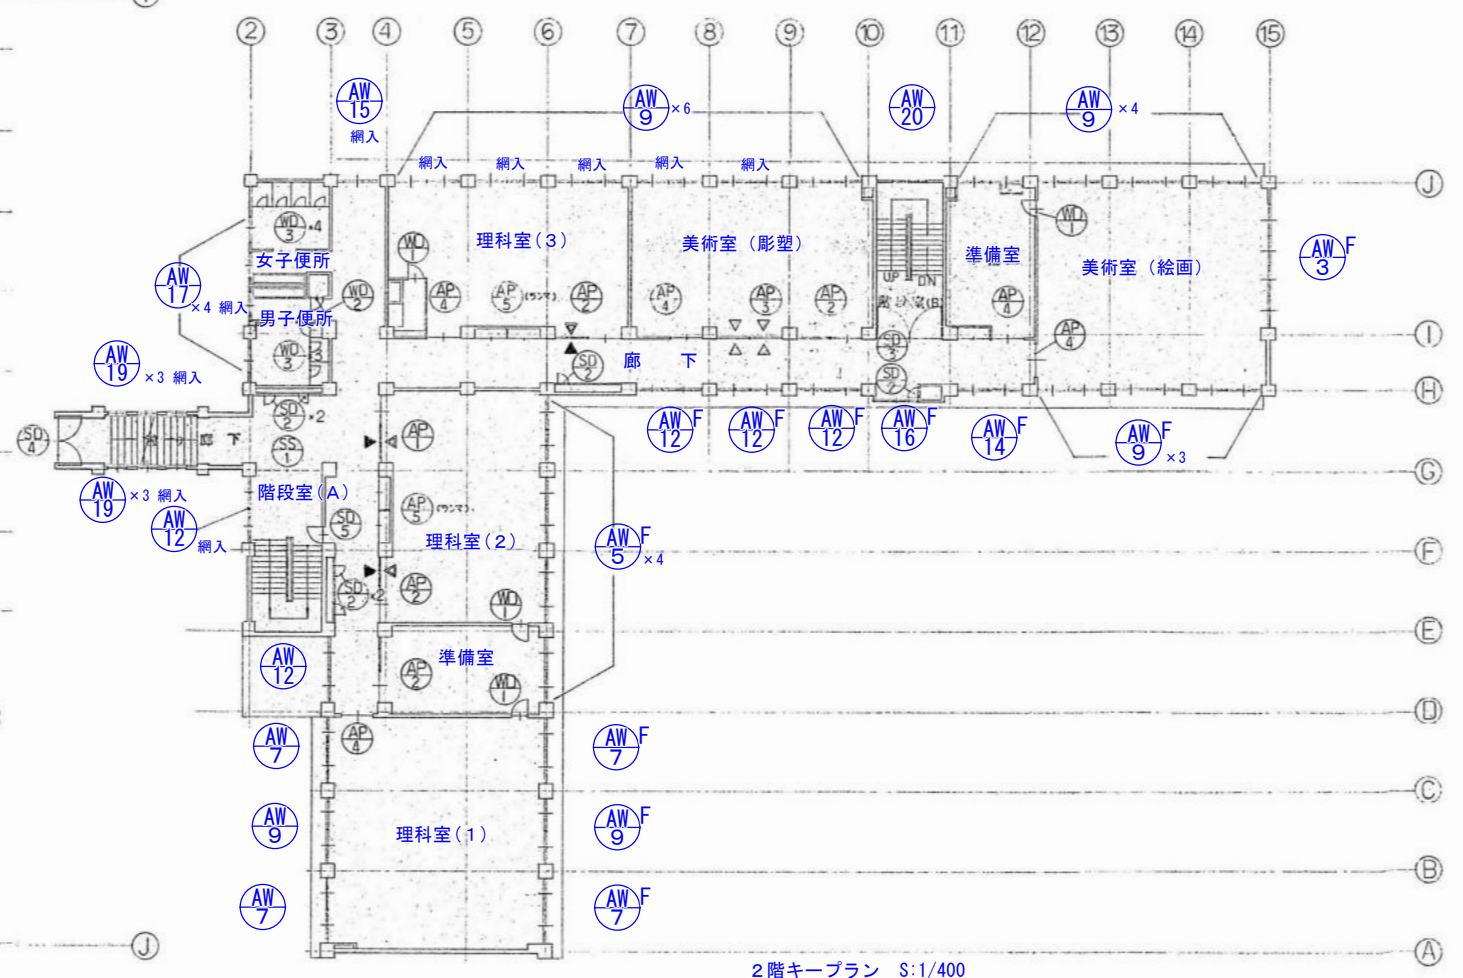 2 3 4 5 6 7 8 9 10 11 12 13 14 15
AW 15 網入
AW 9 ×6
AW 20
AW 9 ×4
網入 網入 網入 網入 網入
J
WD 3 ×4
女子便所
WD 1
理科室(3)
美術室(彫塑)
準備室
WD 1
美術室(絵画)
AW 3 F
AW 17 ×4 網入
WD 2
男子便所
AP 4
AP 5 (ランマ)
AP 2
AP 4
AP 3
AP 2
UP DN
AP 4
AP 4
I
WD 3
SD 2
廊 下
SD 3
SD 2
AW 19 ×3 網入
H
SD 4
廊 下
SD 2 ×2
SS 1
AP 1
AW 12 F
AW 12 F
AW 12 F
AW 16 F
AW 14 F
AW 9 F ×3
G
AW 19 ×3 網入
階段室(A)
AW 12 網入
SD 5
AP 5 (ランマ)
理科室(2)
AW 5 F ×4
F
SD 2 ×2
AP 2
WD 1
E
AW 12
準備室
AP 2
WD 1
D
AW 7
AP 4
AW 7 F
C
AW 9
理科室(1)
AW 9 F
B
AW 7
AW 7 F
J
A
2階キープラン S:1/400